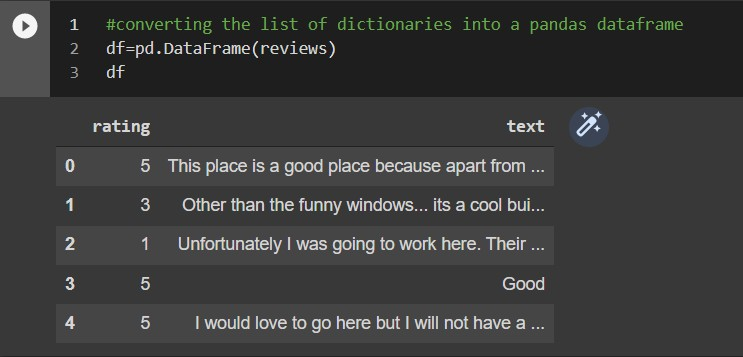 1 #converting the list of dictionaries into a pandas dataframe
2 df=pd.DataFrame(reviews)
3 df
rating text
0 5 This place is a good place because apart from ...
1 3 Other than the funny windows... its a cool bui...
2 1 Unfortunately I was going to work here. Their ...
3 5 Good
4 5 I would love to go here but I will not have a ...